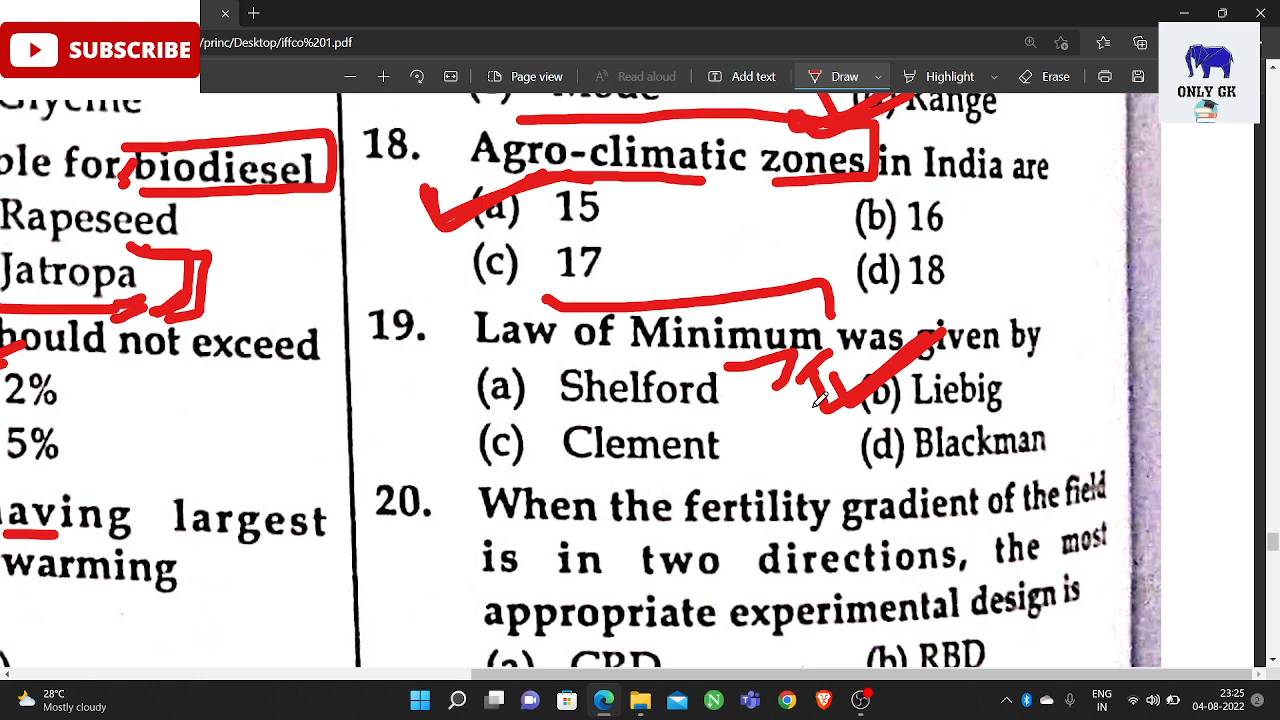 SUBSCRIBE
/princ/Desktop/iffco%201.pdf
Page view
Read aloud
Add text
Draw
Highlight
Erase
ONLY GK
Glycine
ble for biodiesel
Rapeseed
Jatropa
hould not exceed
2%
5%
having largest
warming
Range
18. Agro-climatic zones in India are
(a) 15 (b) 16
(c) 17 (d) 18
19. Law of Minimum was given by
(a) Shelford (b) Liebig
(c) Clement (d) Blackman
20. When the fertility gradient of the field
is in two directions, the most
appropriate experimental design is
(a) CRD (b) RBD
28°C
Mostly cloudy
ENG
IN
23:25
04-08-2022
2